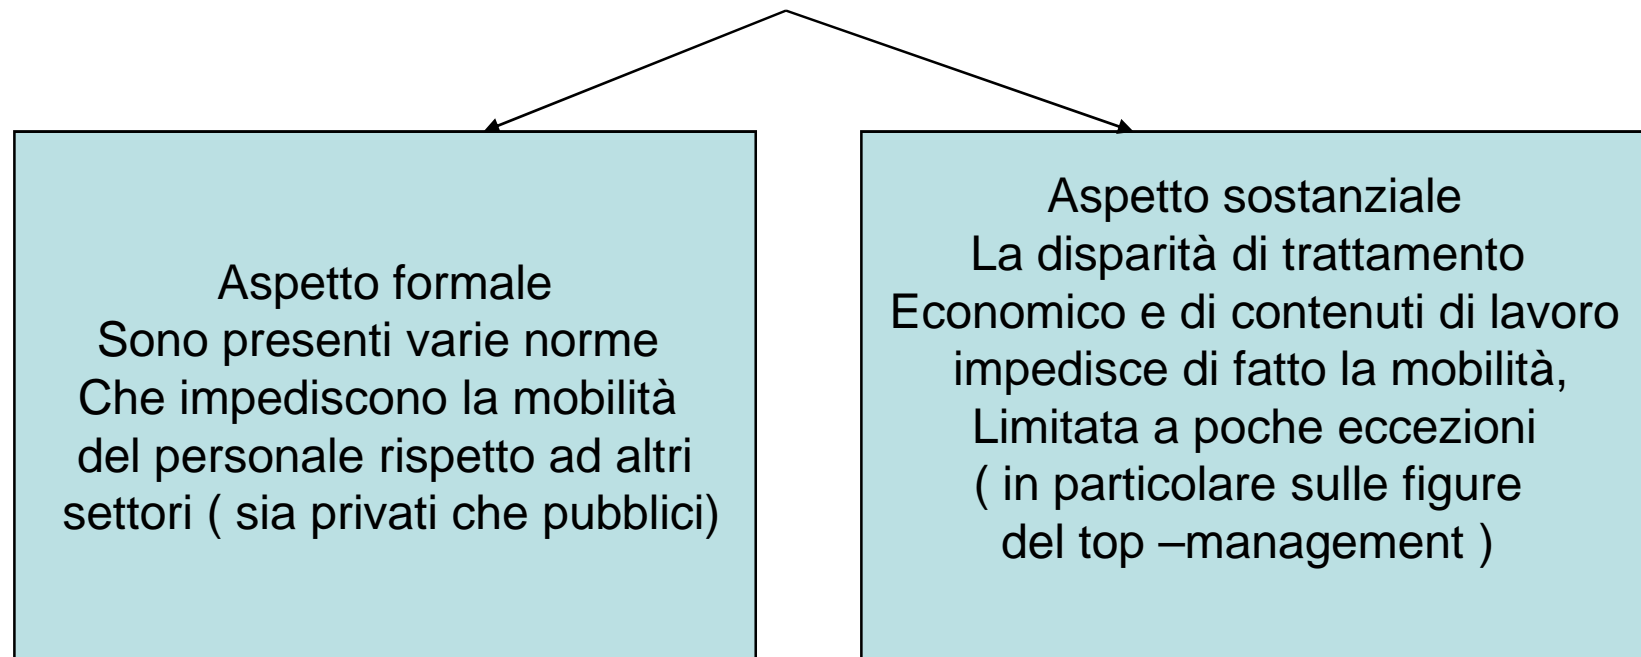 Aspetto formale
Sono presenti varie norme
Che impediscono la mobilità
del personale rispetto ad altri
settori ( sia privati che pubblici)
Aspetto sostanziale
La disparità di trattamento
Economico e di contenuti di lavoro
impedisce di fatto la mobilità,
Limitata a poche eccezioni
( in particolare sulle figure
del top –management )